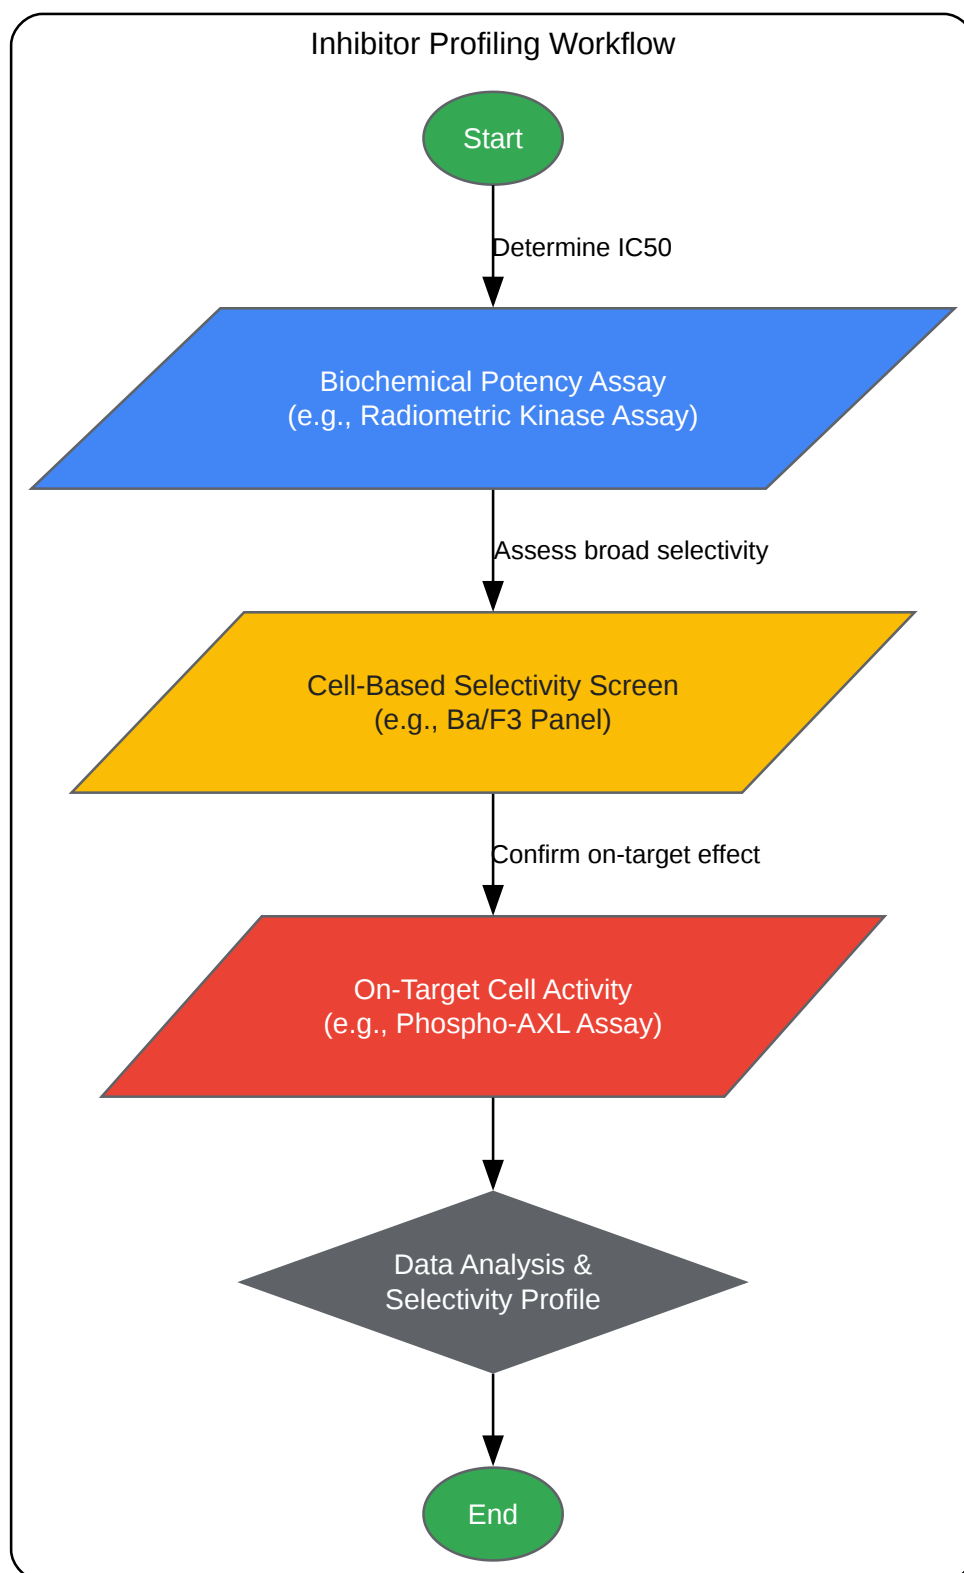 Inhibitor Profiling Workflow
Start
Determine IC50
Biochemical Potency Assay
(e.g., Radiometric Kinase Assay)
Assess broad selectivity
Cell-Based Selectivity Screen
(e.g., Ba/F3 Panel)
Confirm on-target effect
On-Target Cell Activity
(e.g., Phospho-AXL Assay)
Data Analysis &
Selectivity Profile
End